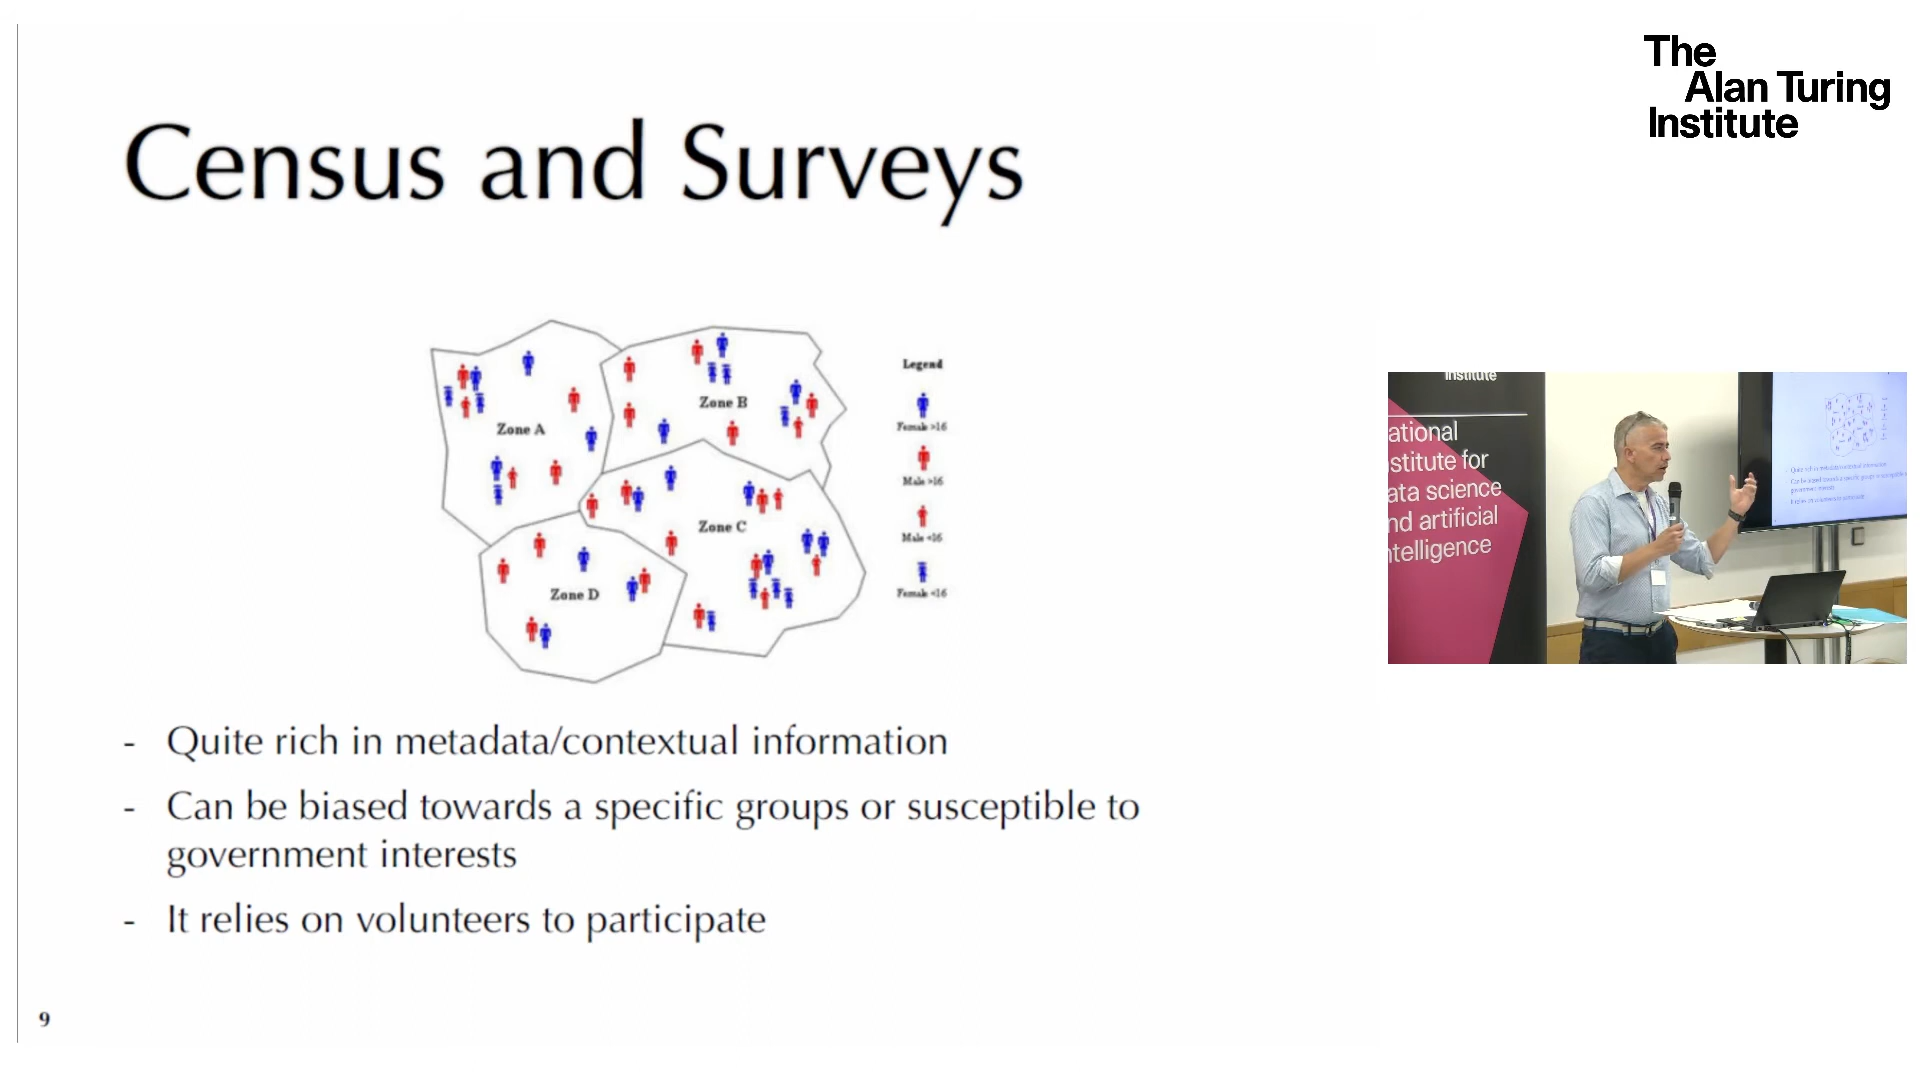 The
Alan Turing
Institute
Census and Surveys
Zone A
Zone B
Zone C
Zone D
Legend
Female >16
Male >16
Male <16
Female <16
- Quite rich in metadata/contextual information
- Can be biased towards a specific groups or susceptible to
government interests
- It relies on volunteers to participate
9
Institute
ational
stitute for
ata science
nd artificial
ntelligence